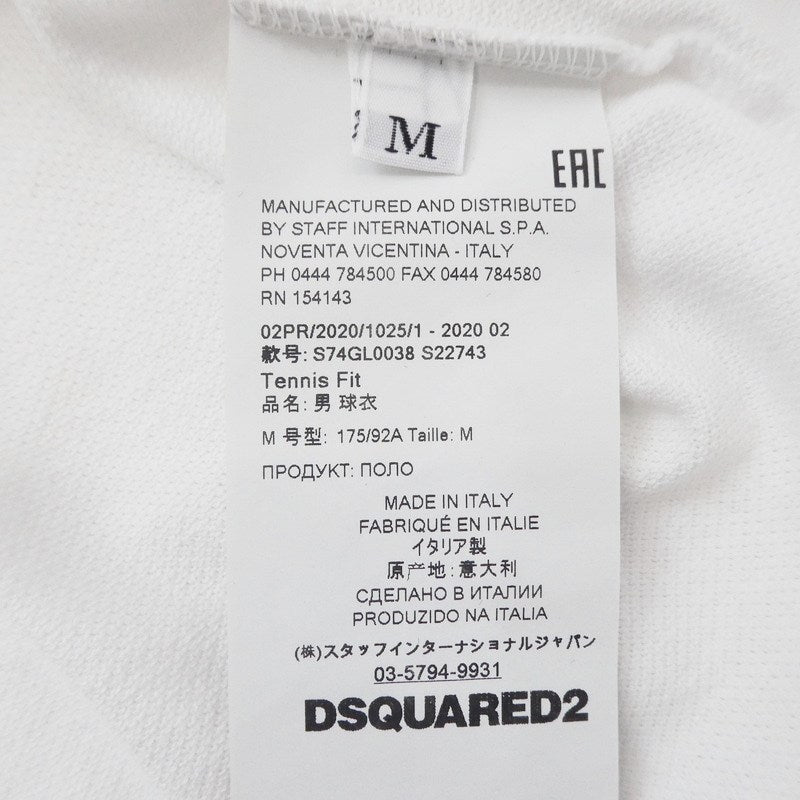 M
EAC
MANUFACTURED AND DISTRIBUTED
BY STAFF INTERNATIONAL S.P.A.
NOVENTA VICENTINA - ITALY
PH 0444 784500 FAX 0444 784580
RN 154143
02PR/2020/1025/1 - 2020 02
款号: S74GL0038 S22743
Tennis Fit
品名: 男 球衣
M 号型: 175/92A Taille: M
ПРОДУКТ: ПОЛО
MADE IN ITALY
FABRIQUÉ EN ITALIE
イタリア製
原产地: 意大利
СДЕЛАНО В ИТАЛИИ
PRODUZIDO NA ITALIA
(株)スタッフインターナショナルジャパン
03-5794-9931
DSQUARED2